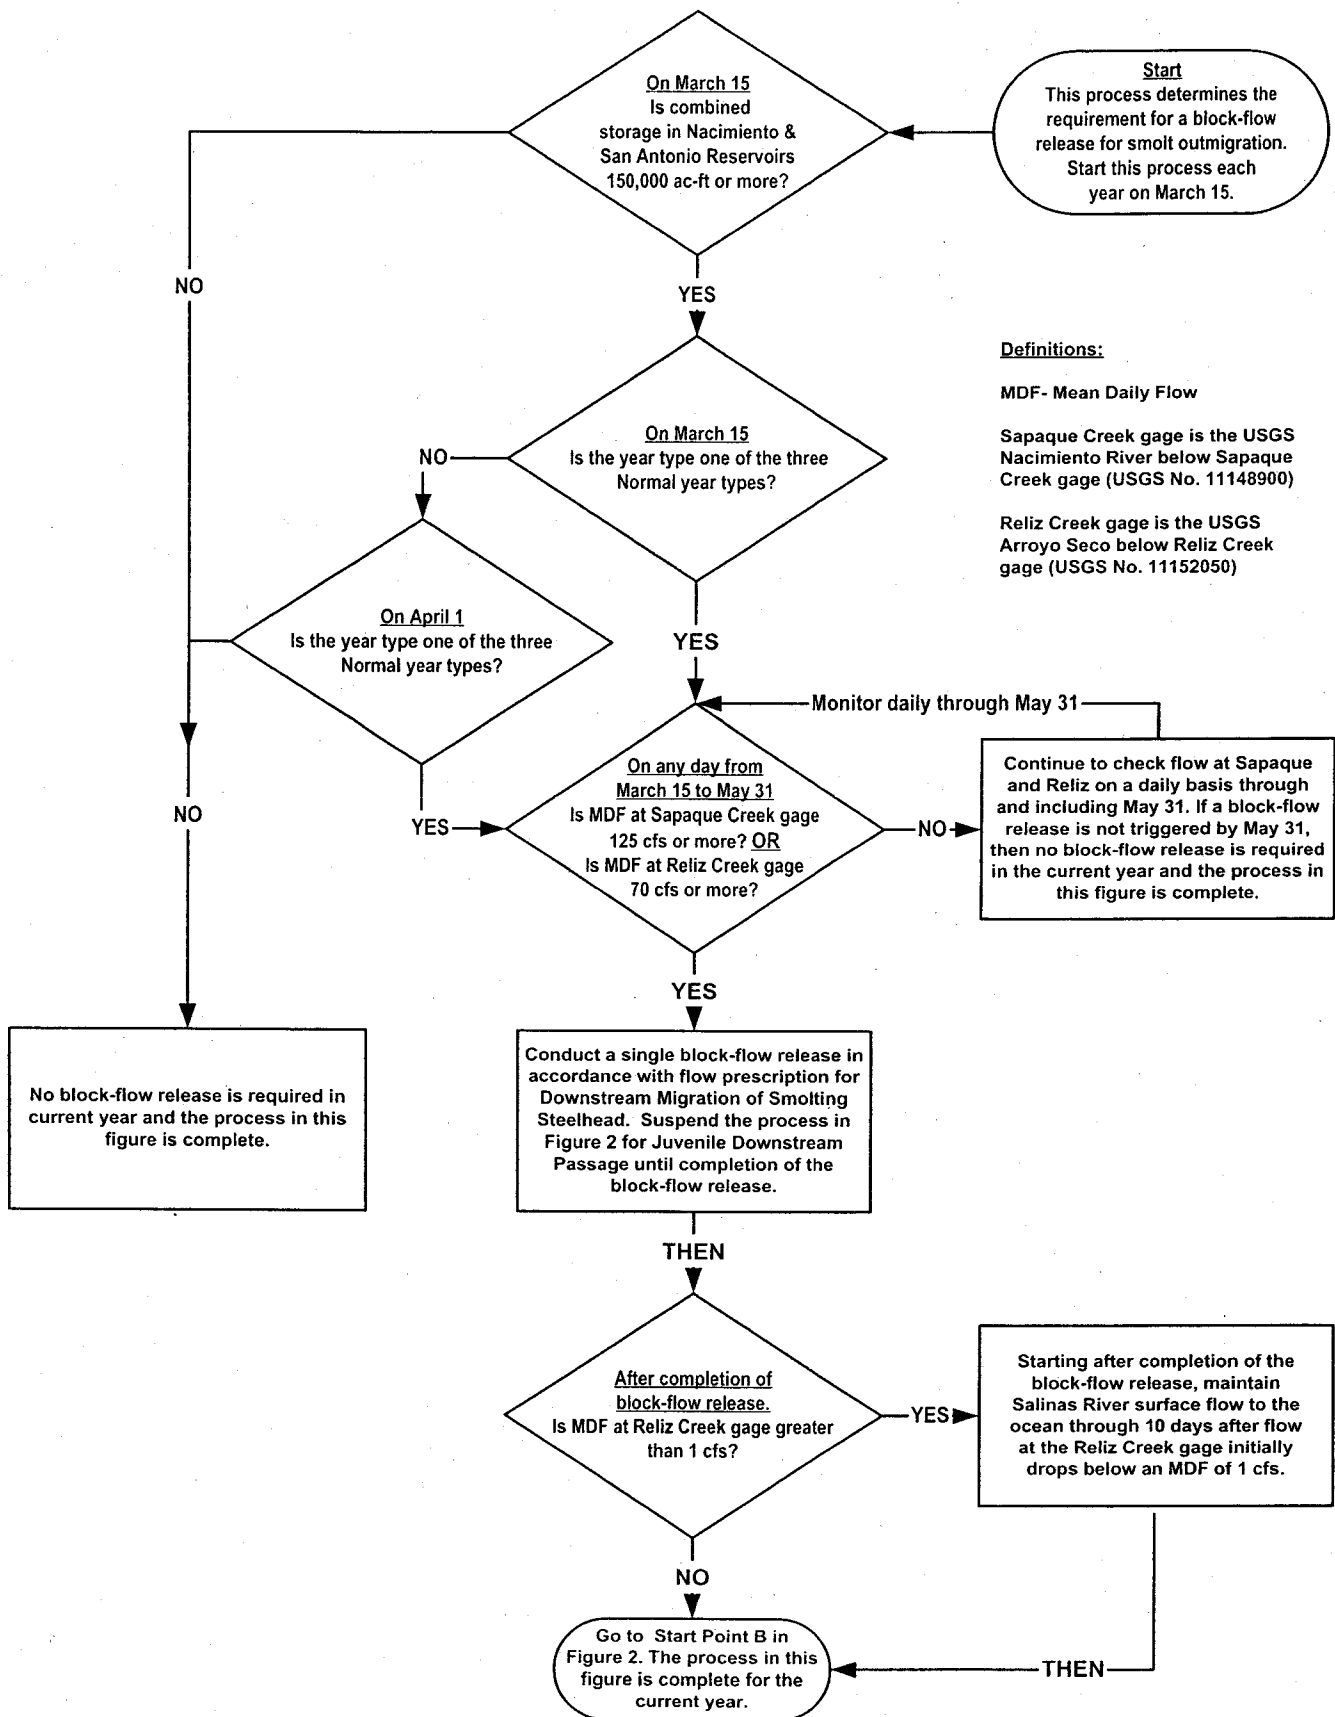 Start
This process determines the
requirement for a block-flow
release for smolt outmigration.
Start this process each
year on March 15.
On March 15
Is combined
storage in Nacimiento &
San Antonio Reservoirs
150,000 ac-ft or more?
NO
YES
Definitions:
MDF- Mean Daily Flow
Sapaque Creek gage is the USGS
Nacimiento River below Sapaque
Creek gage (USGS No. 11148900)
Reliz Creek gage is the USGS
Arroyo Seco below Reliz Creek
gage (USGS No. 11152050)
On March 15
Is the year type one of the three
Normal year types?
NO
YES
On April 1
Is the year type one of the three
Normal year types?
NO
YES
Monitor daily through May 31
On any day from
March 15 to May 31
Is MDF at Sapaque Creek gage
125 cfs or more? OR
Is MDF at Reliz Creek gage
70 cfs or more?
NO
Continue to check flow at Sapaque
and Reliz on a daily basis through
and including May 31. If a block-flow
release is not triggered by May 31,
then no block-flow release is required
in the current year and the process in
this figure is complete.
YES
No block-flow release is required in
current year and the process in this
figure is complete.
Conduct a single block-flow release in
accordance with flow prescription for
Downstream Migration of Smolting
Steelhead. Suspend the process in
Figure 2 for Juvenile Downstream
Passage until completion of the
block-flow release.
THEN
After completion of
block-flow release.
Is MDF at Reliz Creek gage greater
than 1 cfs?
YES
Starting after completion of the
block-flow release, maintain
Salinas River surface flow to the
ocean through 10 days after flow
at the Reliz Creek gage initially
drops below an MDF of 1 cfs.
NO
THEN
Go to Start Point B in
Figure 2. The process in this
figure is complete for the
current year.